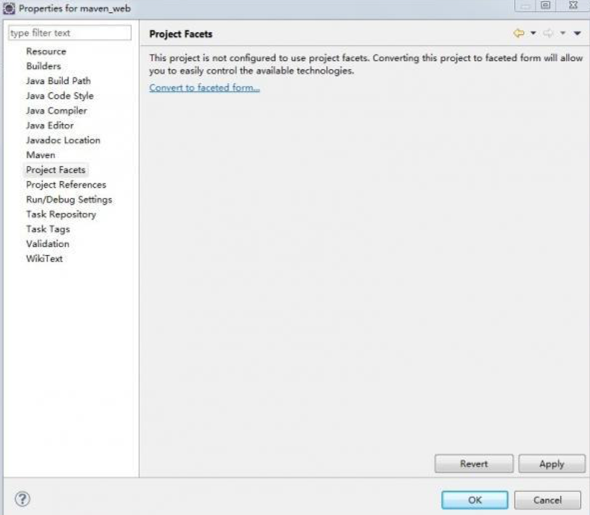 Properties for maven_web
type filter text
Resource
Builders
Java Build Path
Java Code Style
Java Compiler
Java Editor
Javadoc Location
Maven
Project Facets
Project References
Run/Debug Settings
Task Repository
Task Tags
Validation
WikiText
Project Facets
This project is not configured to use project facets. Converting this project to faceted form will allow
you to easily control the available technologies.
Convert to faceted form...
Revert
Apply
OK
Cancel